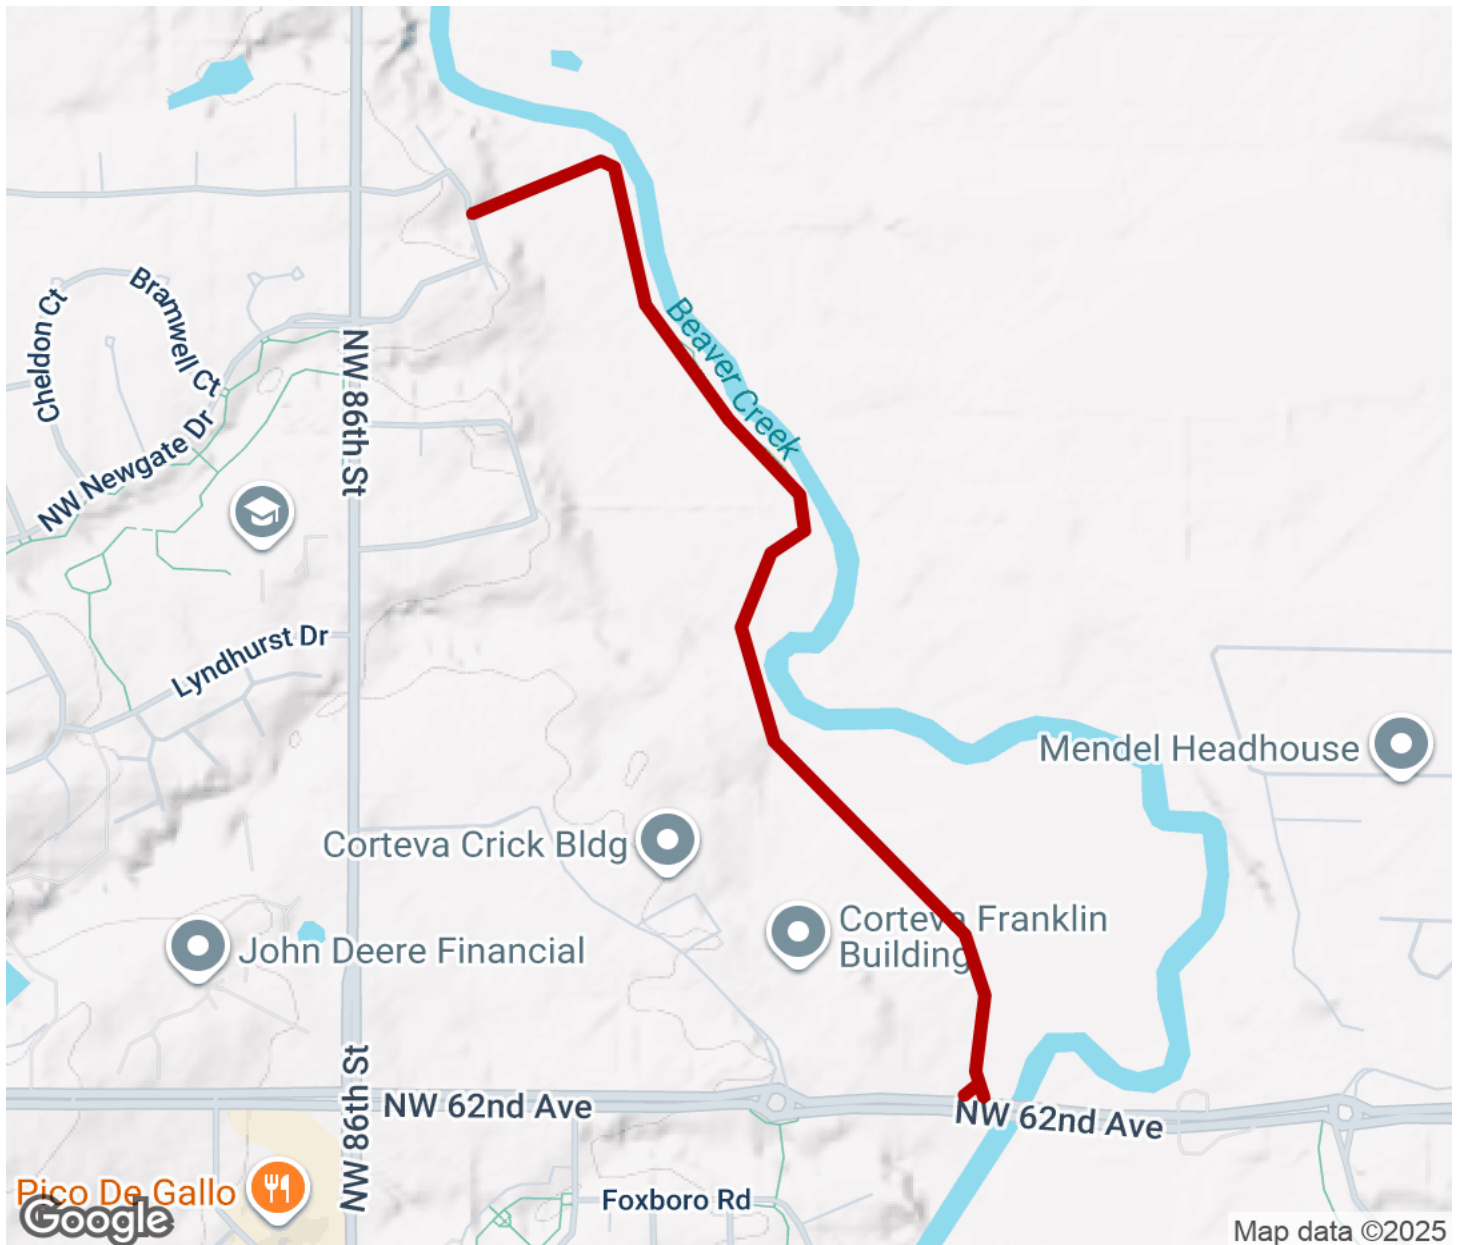 Cheldon Ct
Bramwell Ct
NW Newgate Dr
NW 86th St
Beaver Creek
Lyndhurst Dr
Mendel Headhouse
Corteva Crick Bldg
Corteva Franklin
Building
John Deere Financial
NW 86th St
NW 62nd Ave
NW 62nd Ave
Pico De Gallo
Foxboro Rd
Google
Map data ©2025